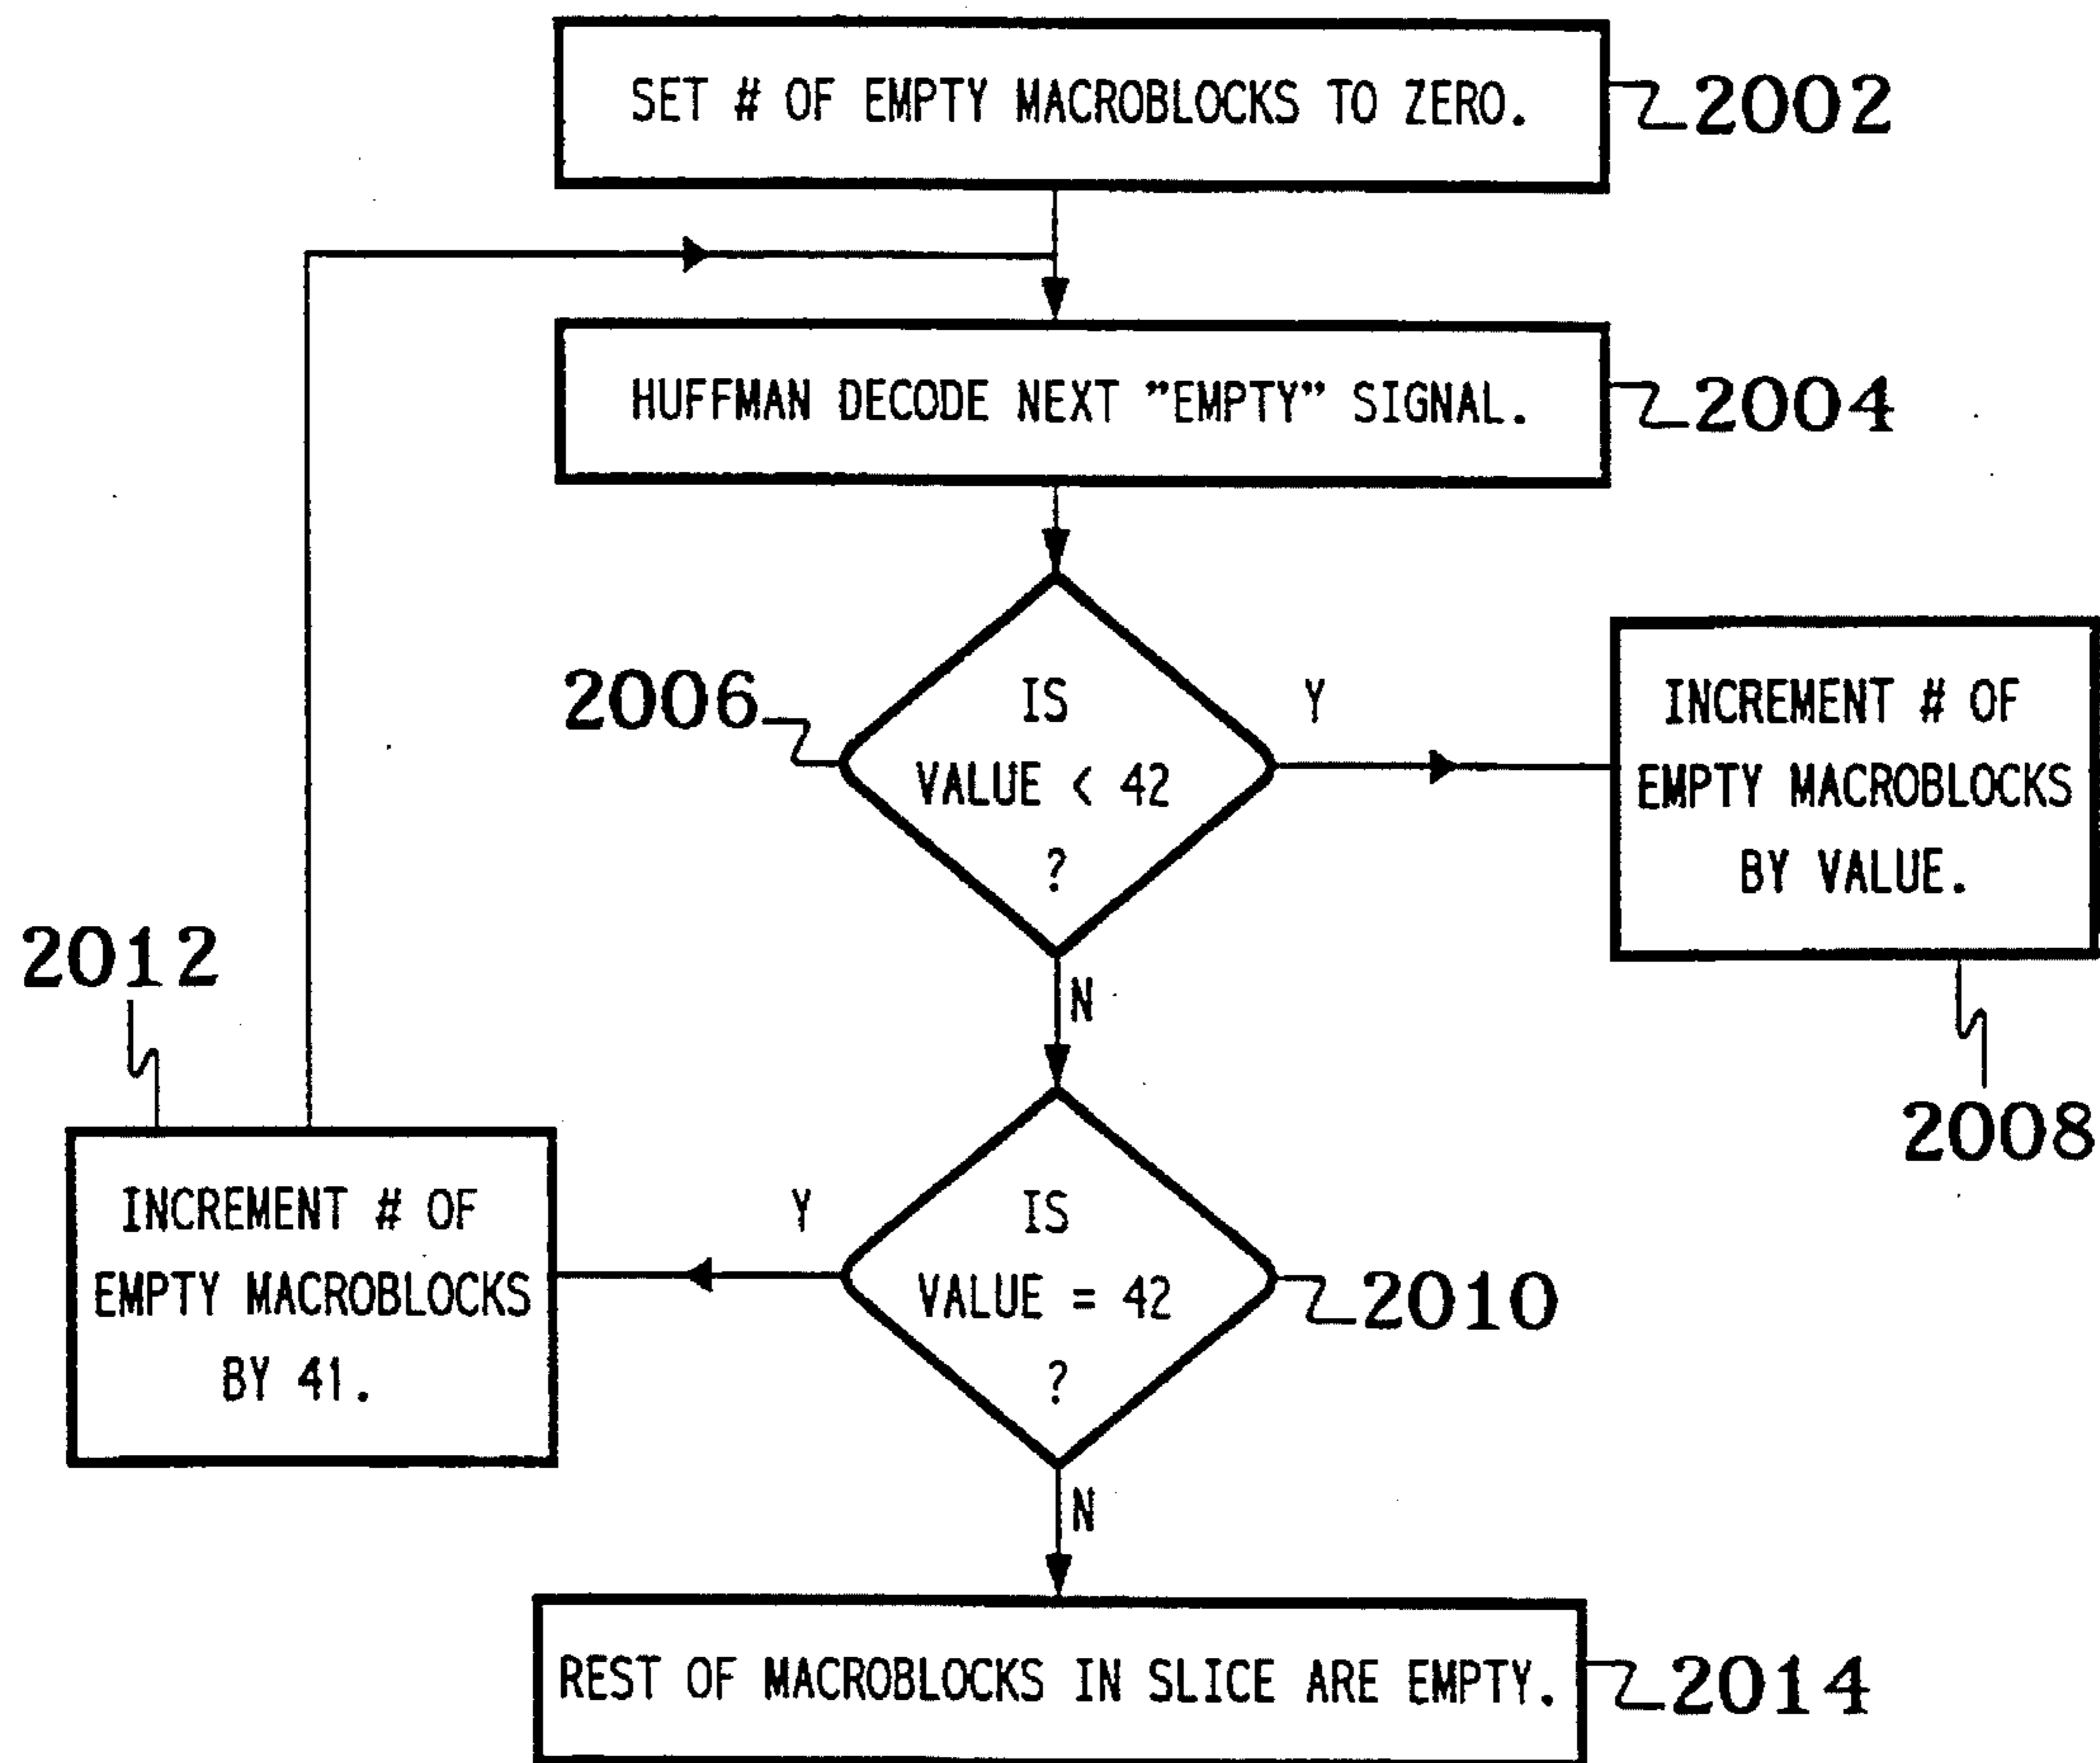 SET # OF EMPTY MACROBLOCKS TO ZERO.
2002
HUFFMAN DECODE NEXT "EMPTY" SIGNAL.
2004
2006
IS
VALUE < 42
?
Y
INCREMENT # OF
EMPTY MACROBLOCKS
BY VALUE.
2008
N
2012
INCREMENT # OF
EMPTY MACROBLOCKS
BY 41.
Y
IS
VALUE = 42
?
2010
N
REST OF MACROBLOCKS IN SLICE ARE EMPTY.
2014